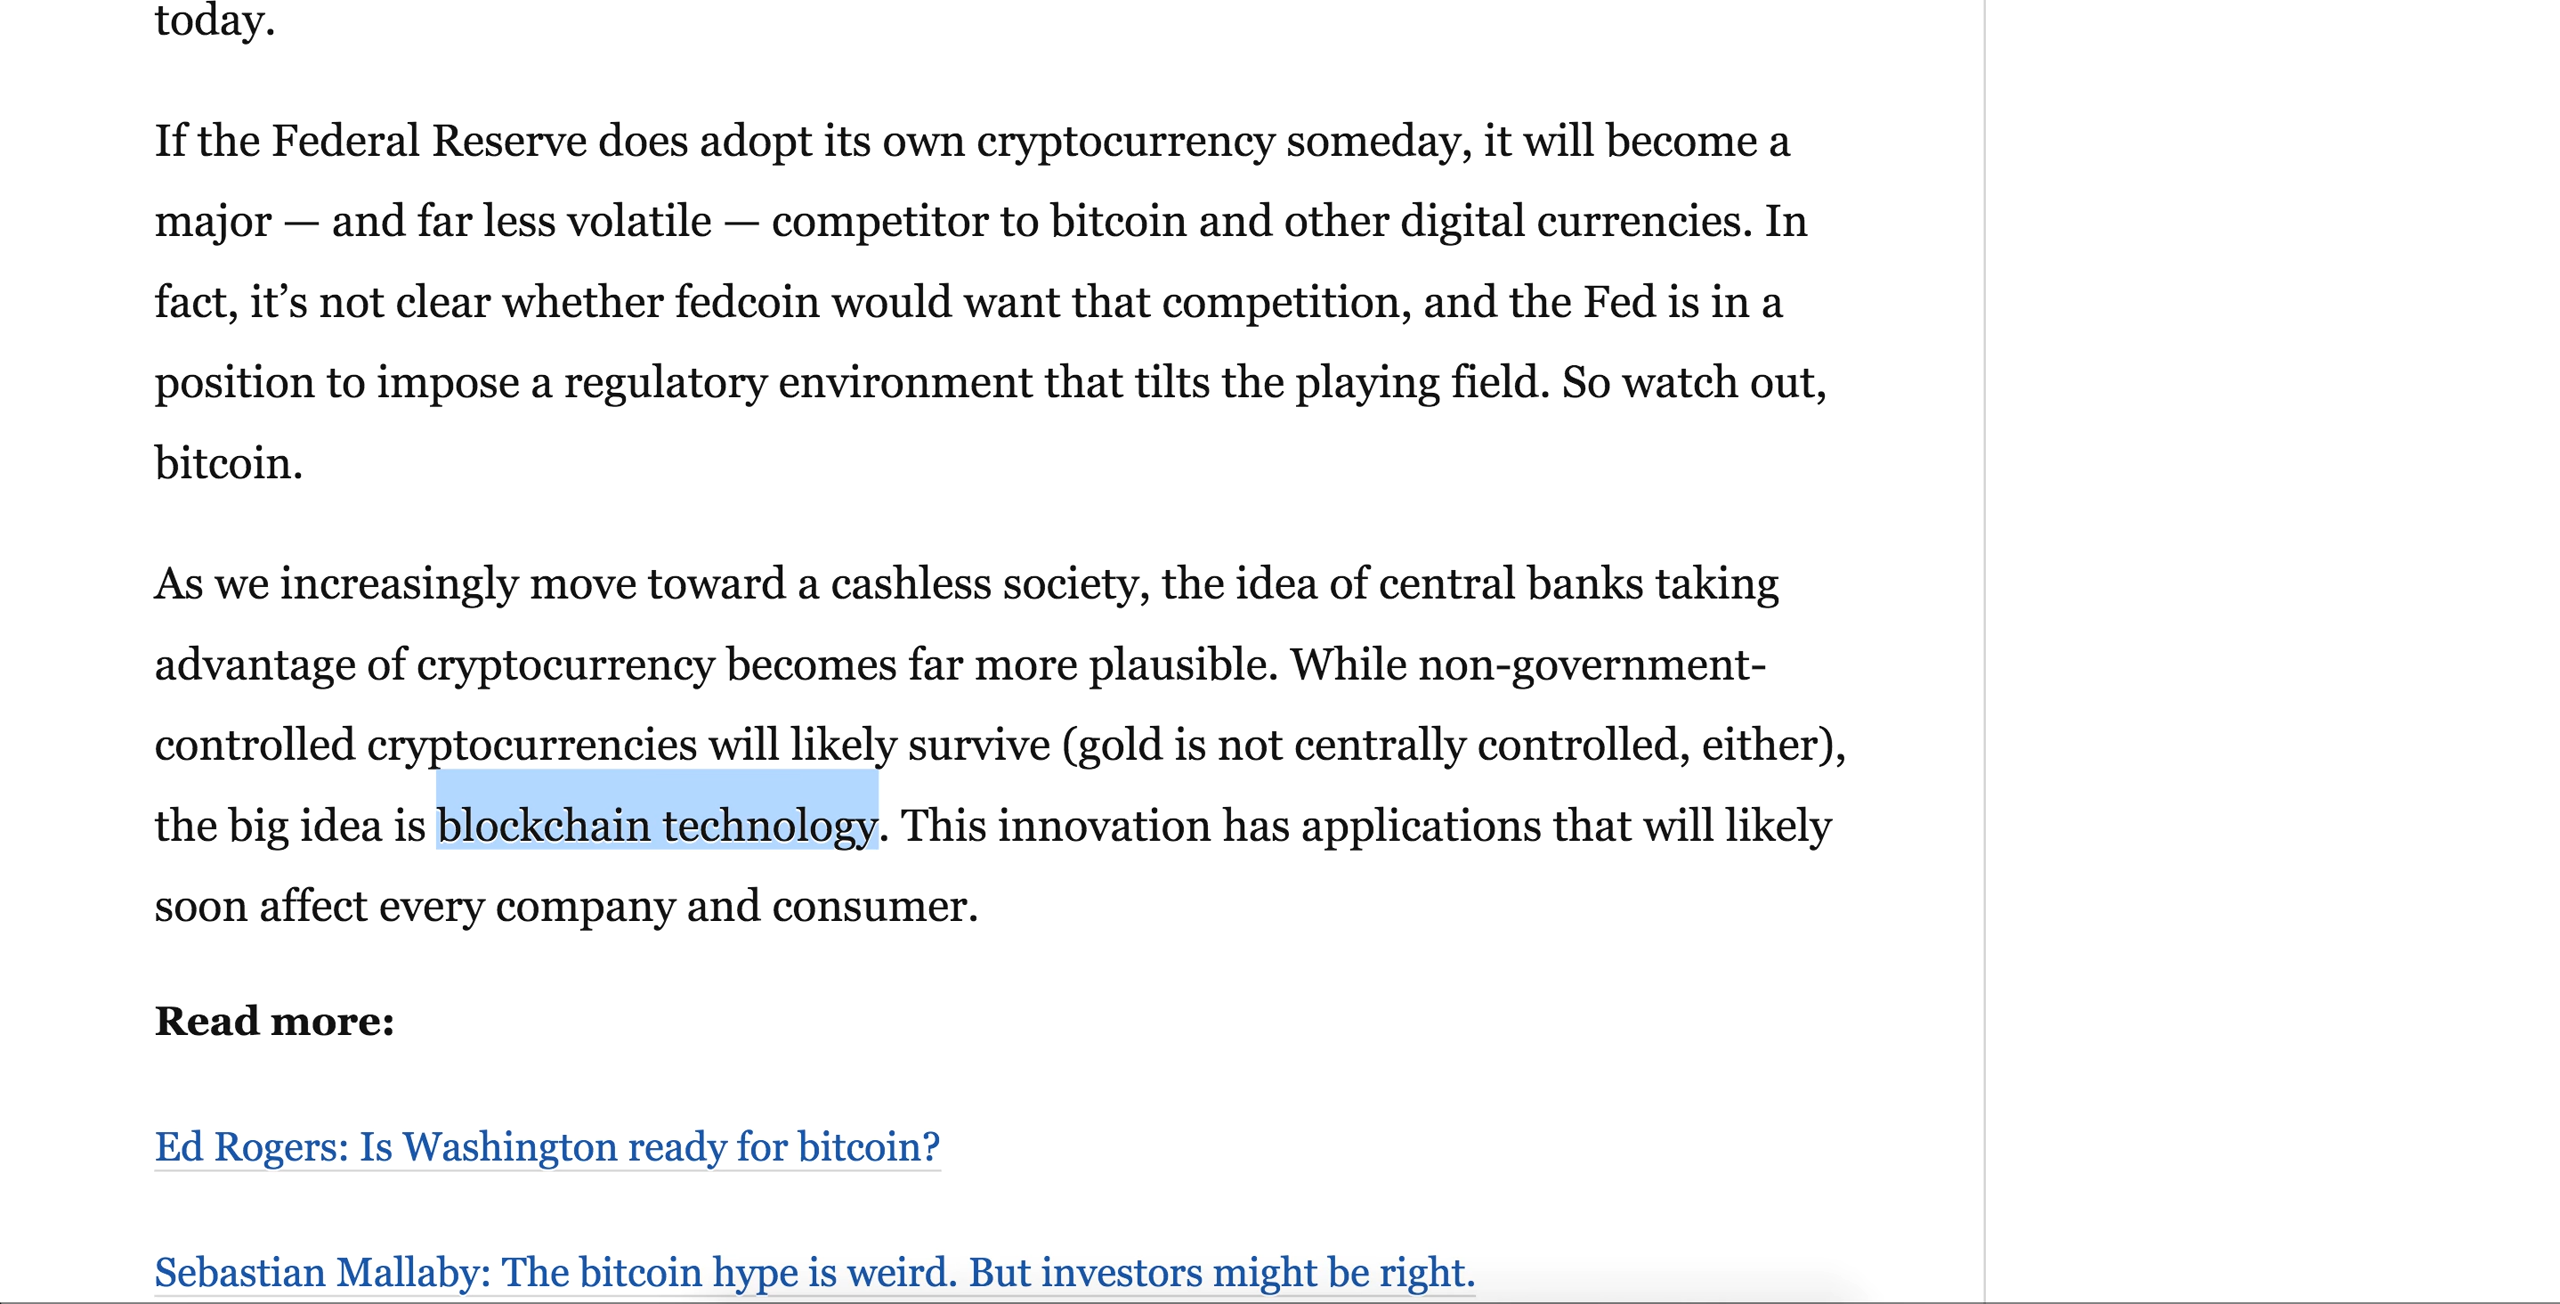 today.
If the Federal Reserve does adopt its own cryptocurrency someday, it will become a
major — and far less volatile — competitor to bitcoin and other digital currencies. In
fact, it’s not clear whether fedcoin would want that competition, and the Fed is in a
position to impose a regulatory environment that tilts the playing field. So watch out,
bitcoin.
As we increasingly move toward a cashless society, the idea of central banks taking
advantage of cryptocurrency becomes far more plausible. While non-government-
controlled cryptocurrencies will likely survive (gold is not centrally controlled, either),
the big idea is blockchain technology. This innovation has applications that will likely
soon affect every company and consumer.
Read more:
Ed Rogers: Is Washington ready for bitcoin?
Sebastian Mallaby: The bitcoin hype is weird. But investors might be right.